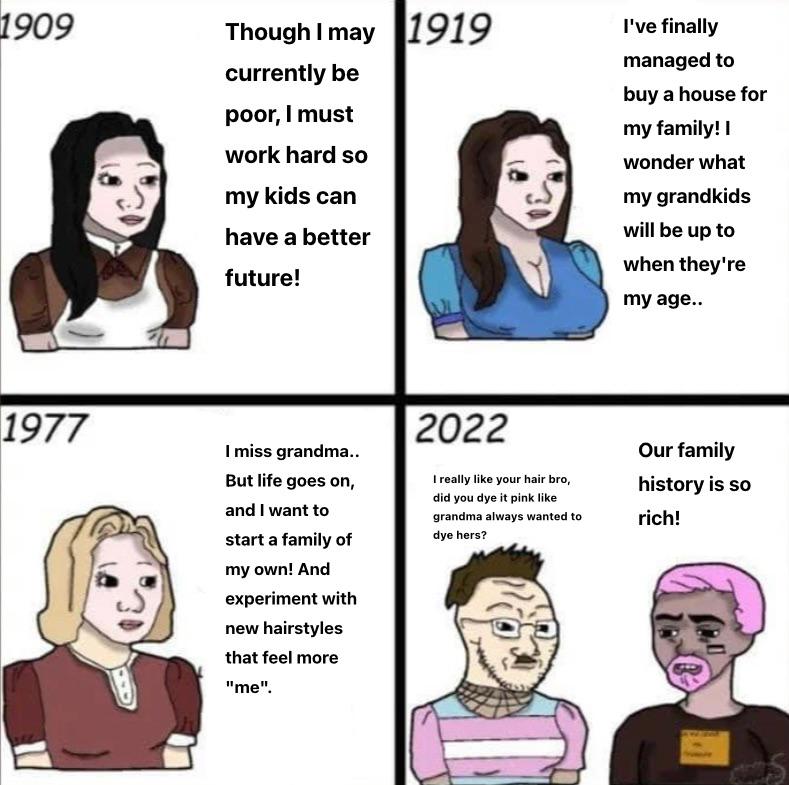 1909
Though I may
currently be
poor, I must
work hard so
my kids can
have a better
future!
1919
I've finally
managed to
buy a house for
my family! I
wonder what
my grandkids
will be up to
when they're
my age..
1977
I miss grandma..
But life goes on,
and I want to
start a family of
my own! And
experiment with
new hairstyles
that feel more
"me".
2022
I really like your hair bro,
did you dye it pink like
grandma always wanted to
dye hers?
Our family
history is so
rich!